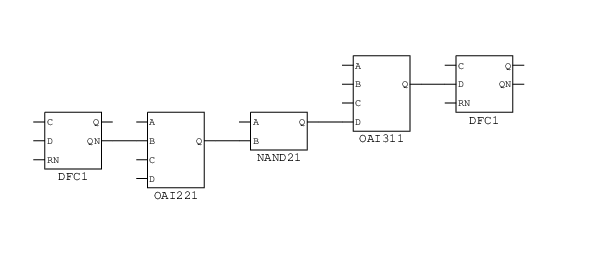 A
B Q
C
D
OAI311
C Q
D QN
RN
DFC1
C Q
D QN
RN
DFC1
A
B Q
C
D
OAI221
A Q
B
NAND21